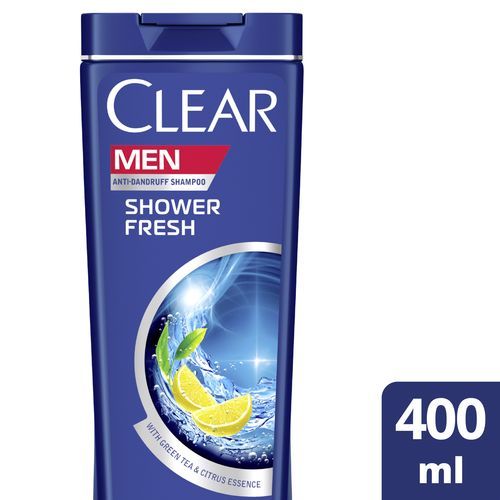 CLEAR
MEN
ANTI-DANDRUFF SHAMPOO
SHOWER
FRESH
WITH GREEN TEA & CITRUS ESSENCE
400
ml